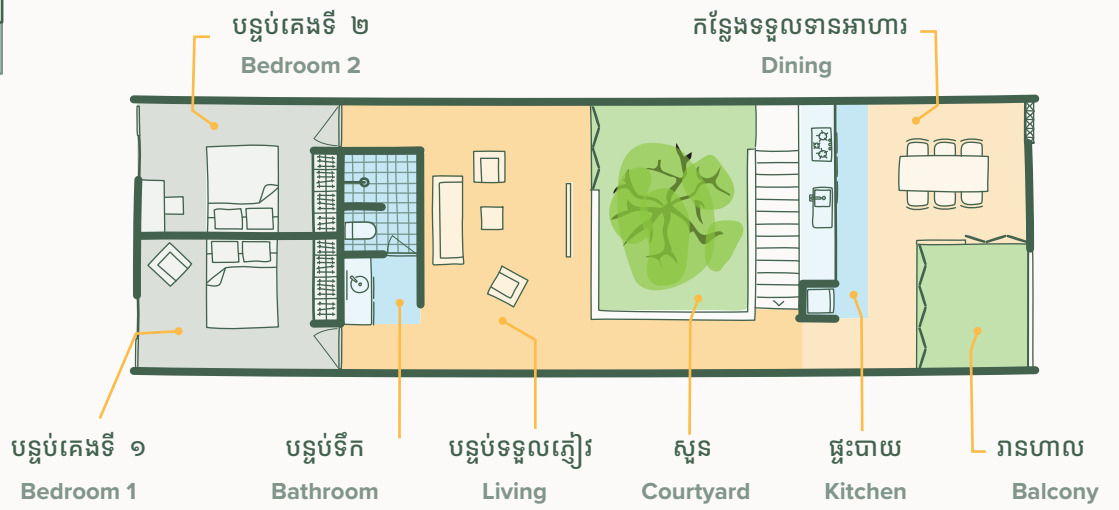 បន្ទប់គេងទី ២
Bedroom 2
កន្លែងទទួលទានអាហារ
Dining
បន្ទប់គេងទី ១
Bedroom 1
បន្ទប់ទឹក
Bathroom
បន្ទប់ទទួលភ្ញៀវ
Living
សួន
Courtyard
ផ្ទះបាយ
Kitchen
រានហាល
Balcony